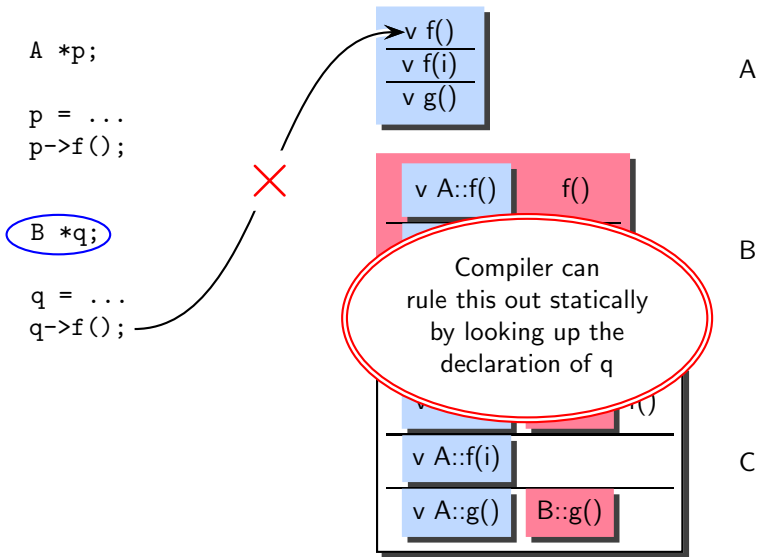 A *p;
p = ...
p->f();
B *q;
q = ...
q->f();
v f()
v f(i)
v g()
A
v A::f() f()
B
Compiler can
rule this out statically
by looking up the
declaration of q
v A::f(i)
v A::g() B::g()
C